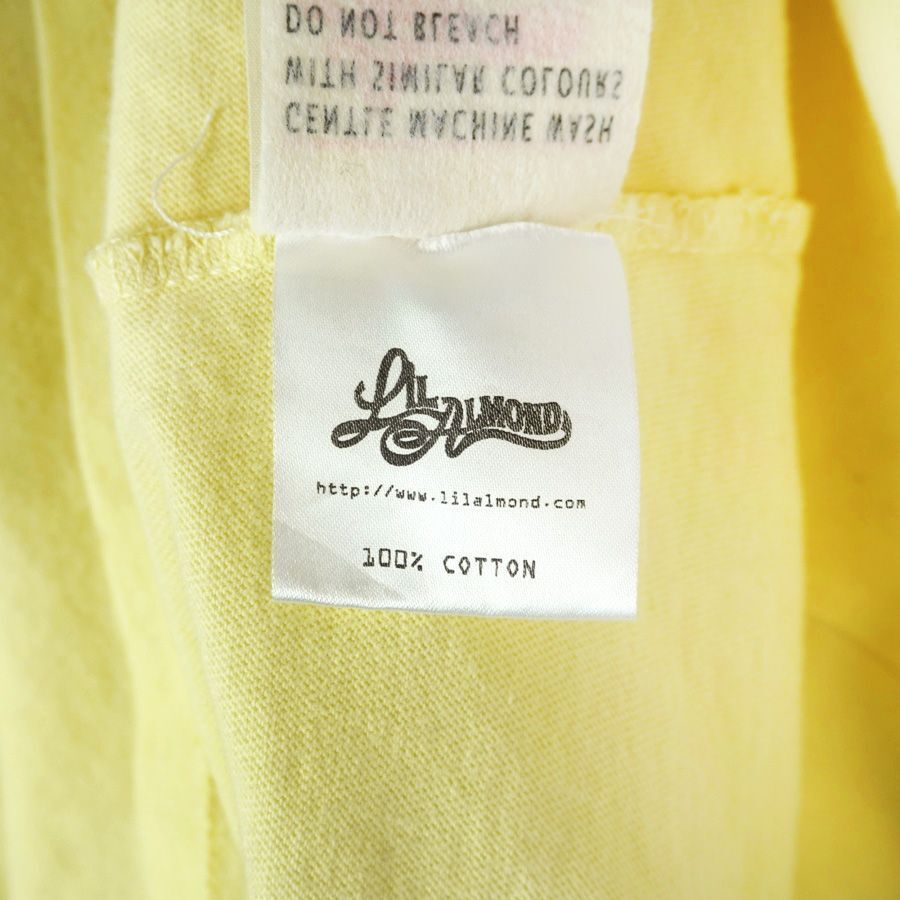 GENTLE MACHINE WASH
WITH SIMILAR COLOURS
DO NOT BLEACH
LIL ALMOND
http://www.lilalmond.com
100% COTTON